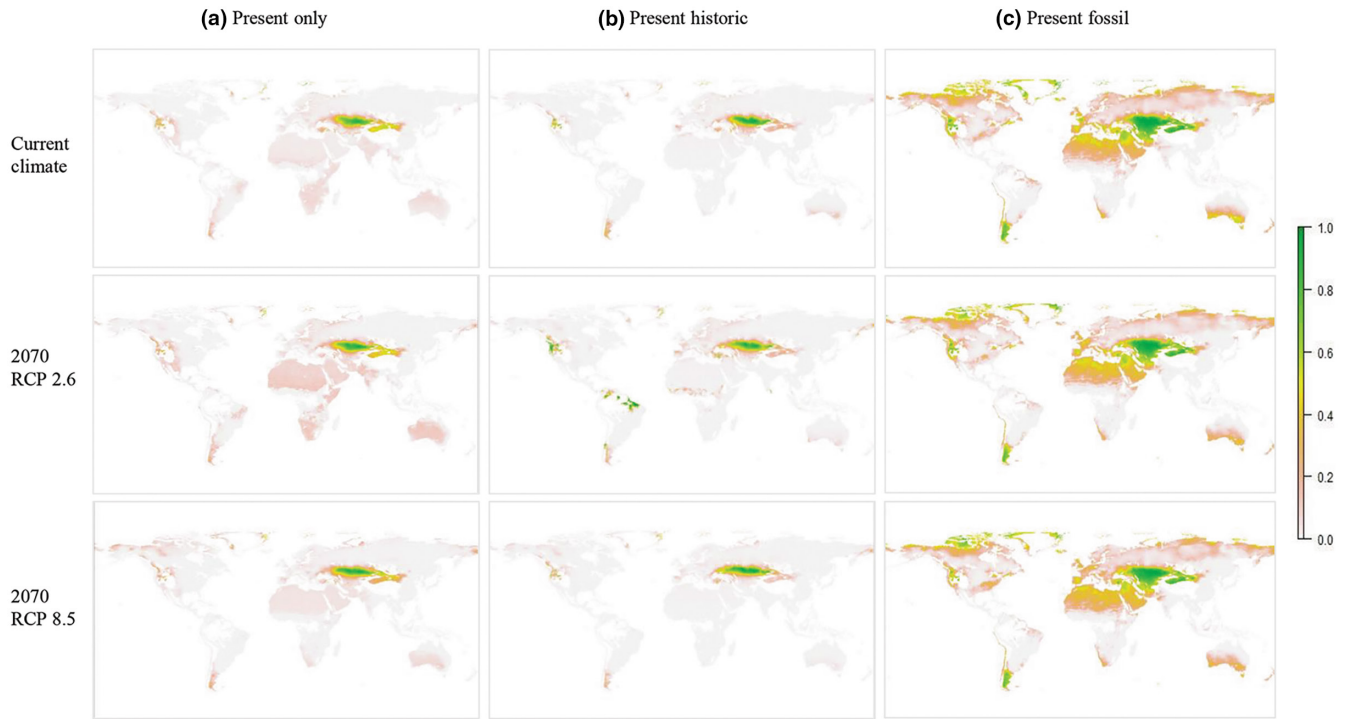 (a) Present only
(b) Present historic
(c) Present fossil
Current
climate
2070
RCP 2.6
2070
RCP 8.5
1.0
0.8
0.6
0.4
0.2
0.0